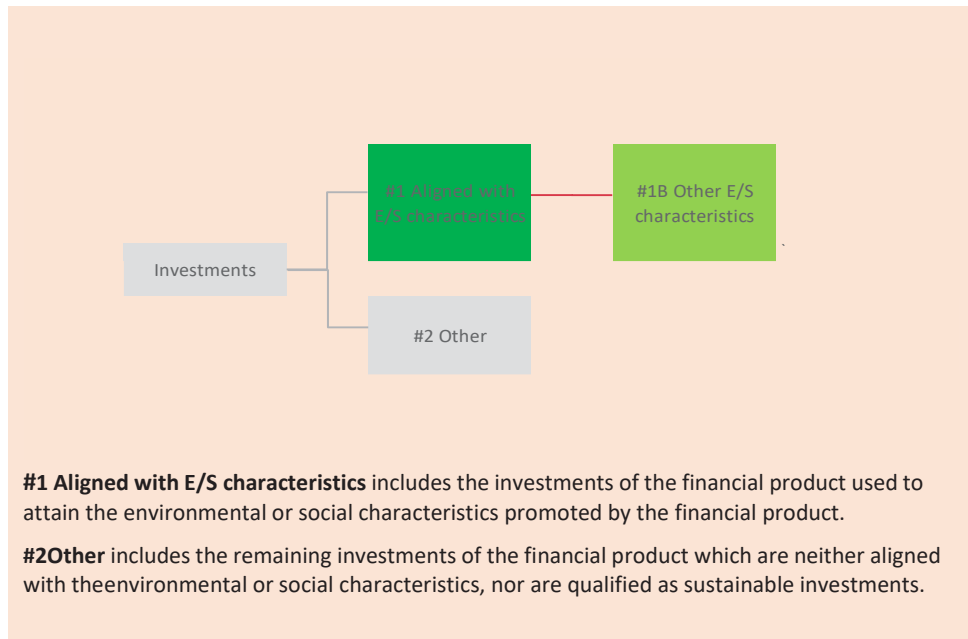 #1 Aligned with
E/S characteristics
#1B Other E/S
characteristics
Investments
#2 Other
#1 Aligned with E/S characteristics includes the investments of the financial product used to
attain the environmental or social characteristics promoted by the financial product.
#2Other includes the remaining investments of the financial product which are neither aligned
with theenvironmental or social characteristics, nor are qualified as sustainable investments.